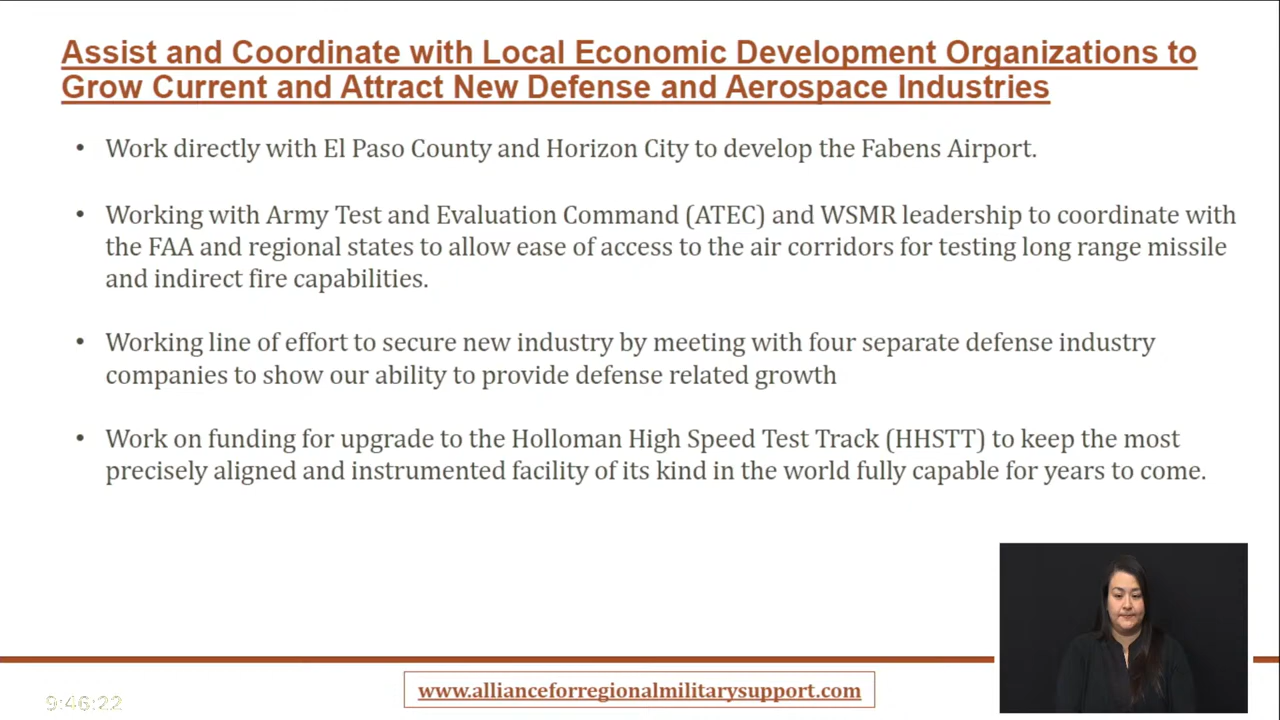 Assist and Coordinate with Local Economic Development Organizations to
Grow Current and Attract New Defense and Aerospace Industries
• Work directly with El Paso County and Horizon City to develop the Fabens Airport.
• Working with Army Test and Evaluation Command (ATEC) and WSMR leadership to coordinate with
the FAA and regional states to allow ease of access to the air corridors for testing long range missile
and indirect fire capabilities.
• Working line of effort to secure new industry by meeting with four separate defense industry
companies to show our ability to provide defense related growth
• Work on funding for upgrade to the Holloman High Speed Test Track (HHSTT) to keep the most
precisely aligned and instrumented facility of its kind in the world fully capable for years to come.
www.allianceforregionalmilitarysupport.com
9:46:22